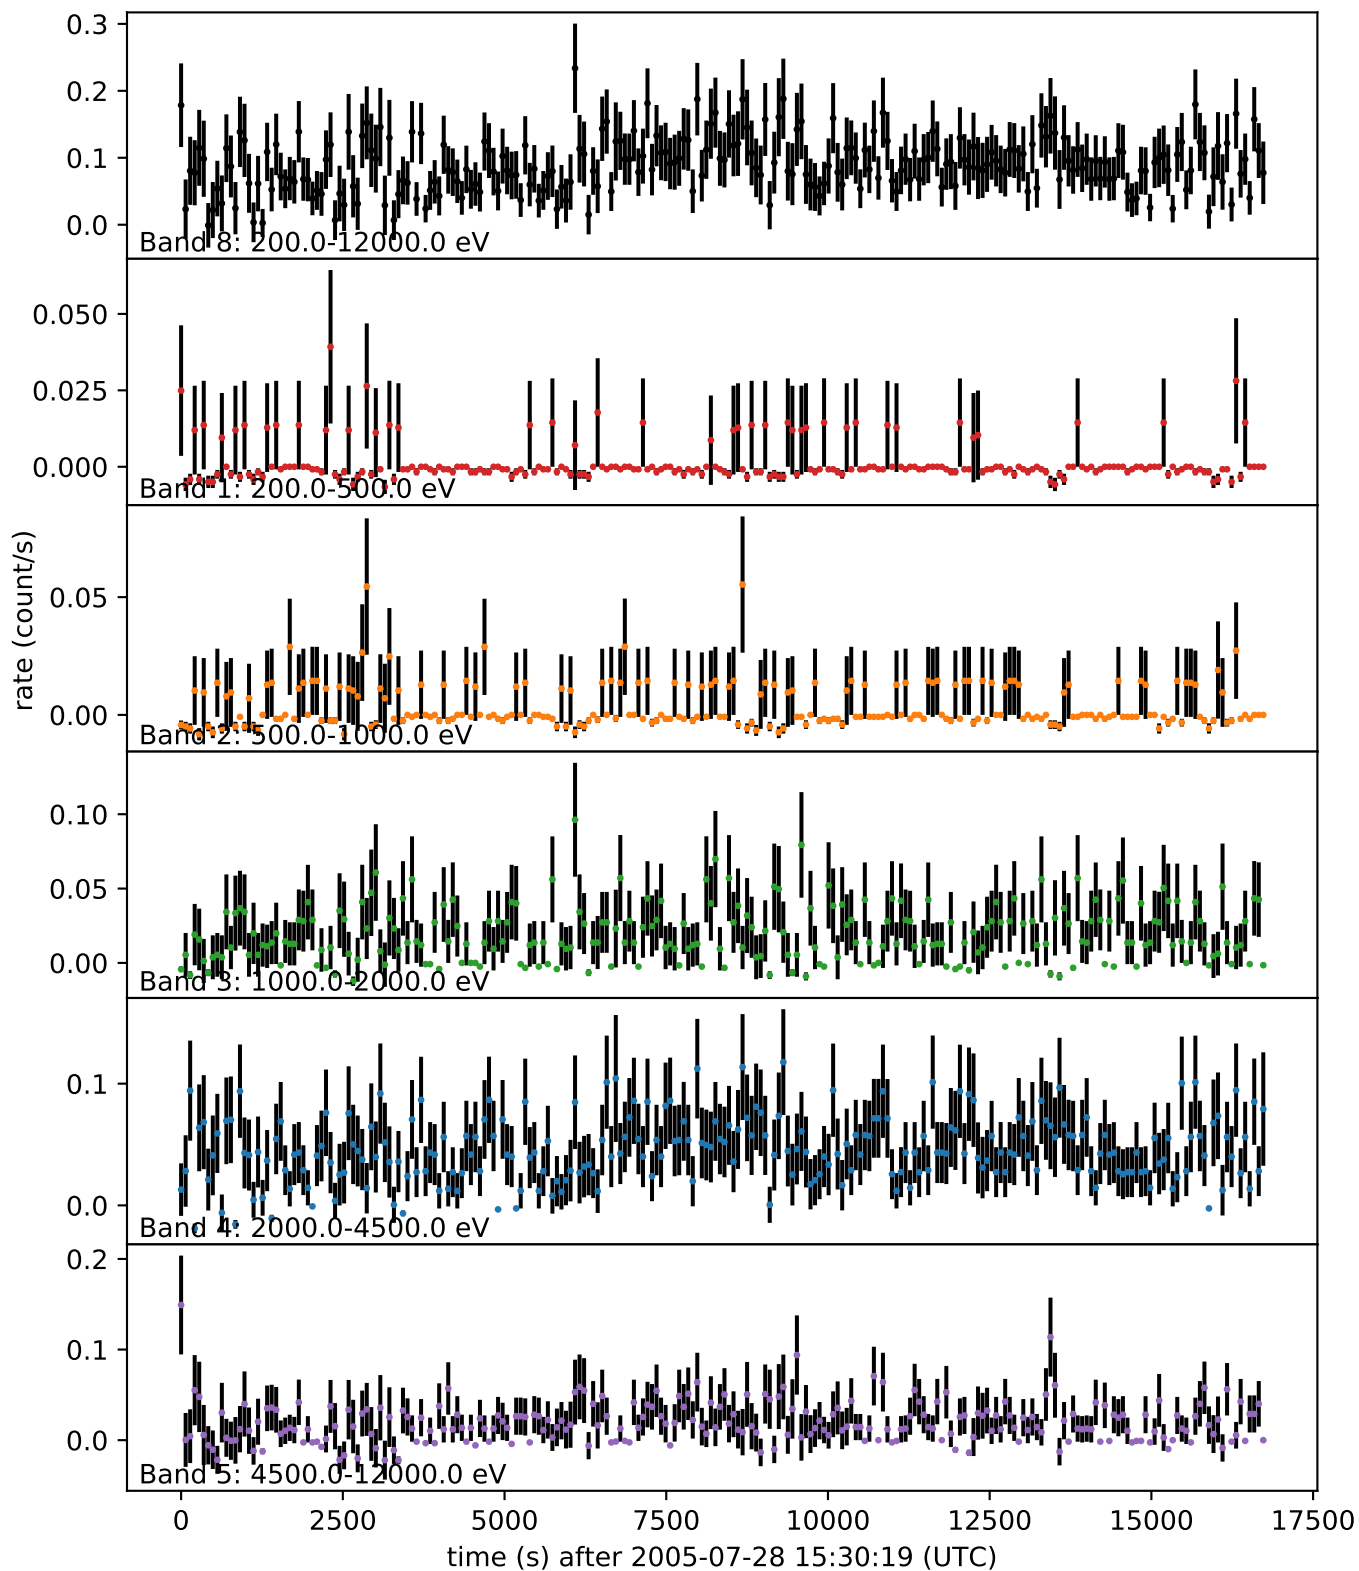 0.3
0.2
0.1
0.0
Band 8: 200.0-12000.0 eV
0.050
0.025
0.000
Band 1: 200.0-500.0 eV
rate (count/s)
0.05
0.00
Band 2: 500.0-1000.0 eV
0.10
0.05
0.00
Band 3: 1000.0-2000.0 eV
0.1
0.0
Band 4: 2000.0-4500.0 eV
0.2
0.1
0.0
Band 5: 4500.0-12000.0 eV
0 2500 5000 7500 10000 12500 15000 17500
time (s) after 2005-07-28 15:30:19 (UTC)